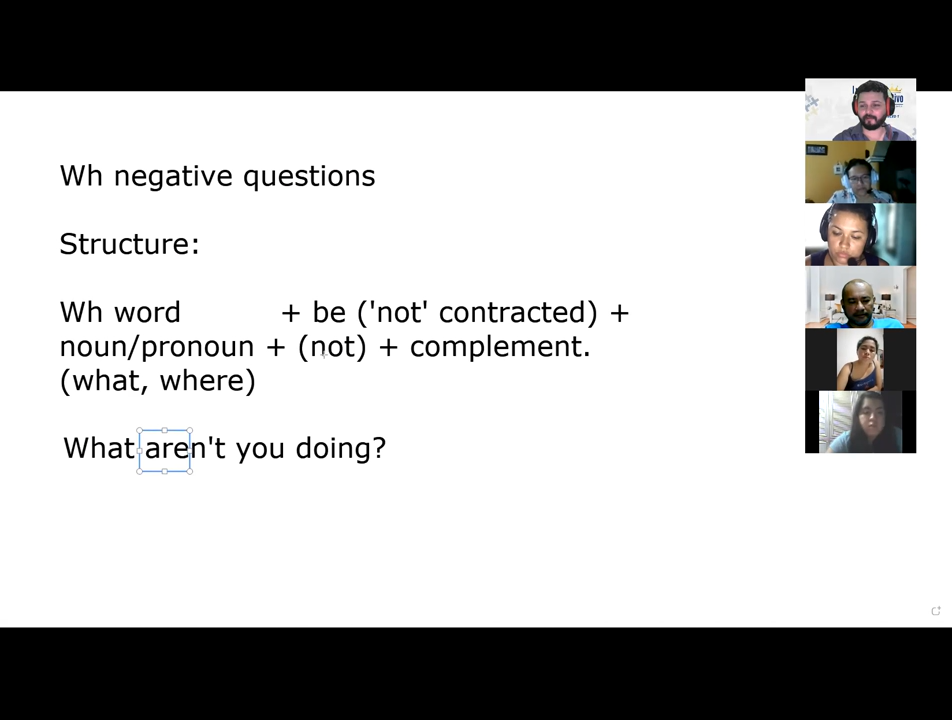 Wh negative questions
Structure:
Wh word + be ('not' contracted) +
noun/pronoun + (not) + complement.
(what, where)
What aren't you doing?